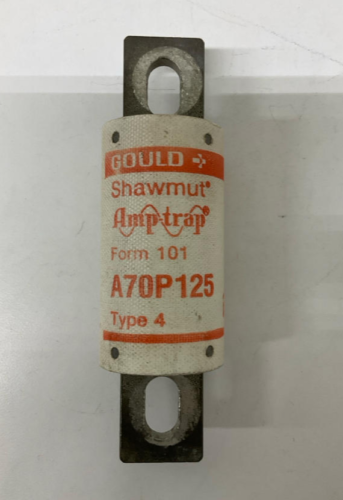 GOULD
Shawmut®
Amp-trap®
Form 101
A70P125
Type 4